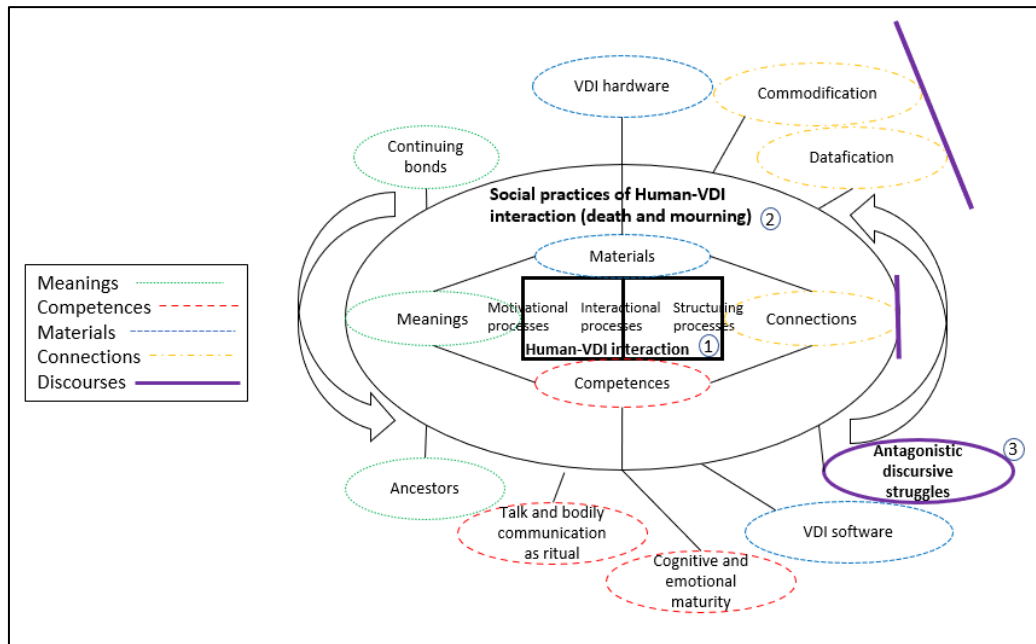 VDI hardware
Commodification
Continuing
bonds
Datafication
Social practices of Human-VDI
interaction (death and mourning) 2
Materials
Meanings
Competences
Materials
Connections
Discourses
Meanings
Motivational
processes
Interactional
processes
Structuring
processes
Connections
Human-VDI interaction 1
Competences
Antagonistic
discursive
struggles
3
Ancestors
Talk and bodily
communication
as ritual
VDI software
Cognitive and
emotional
maturity